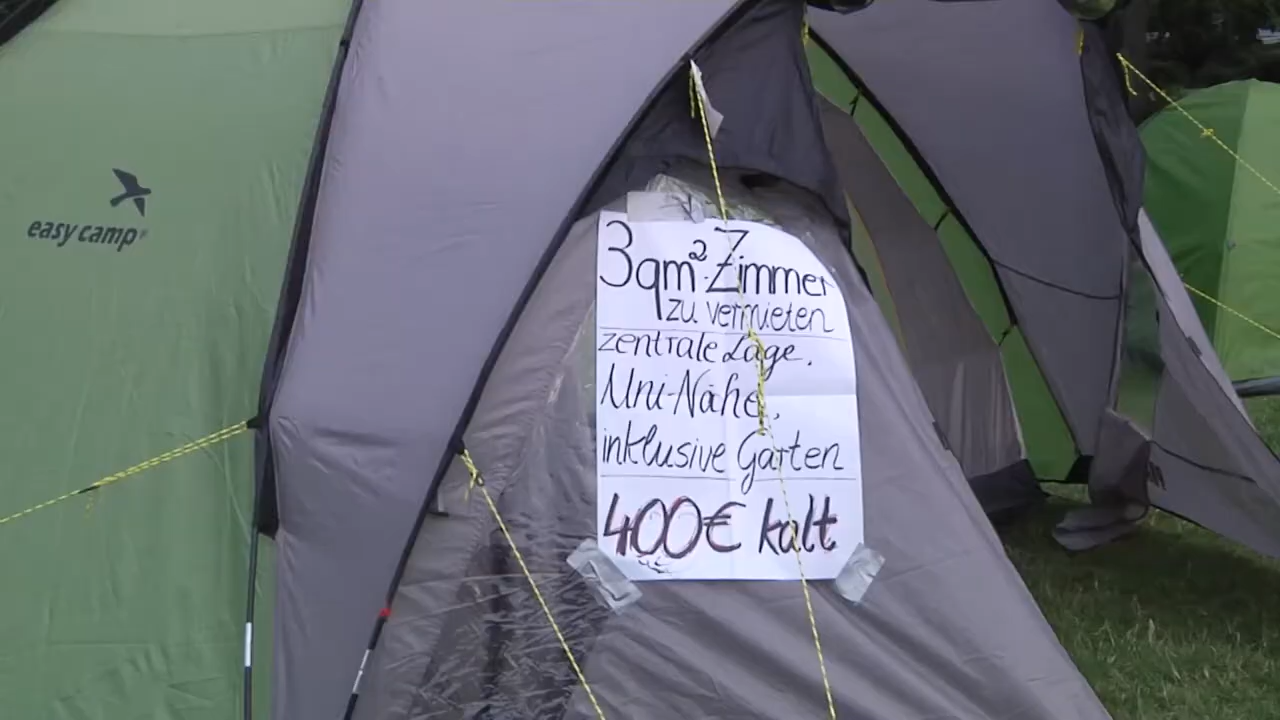 easy camp
3qm² Zimmer
zu vermieten
zentrale Lage,
Uni-Nähe,
inklusive Garten
400€ kalt